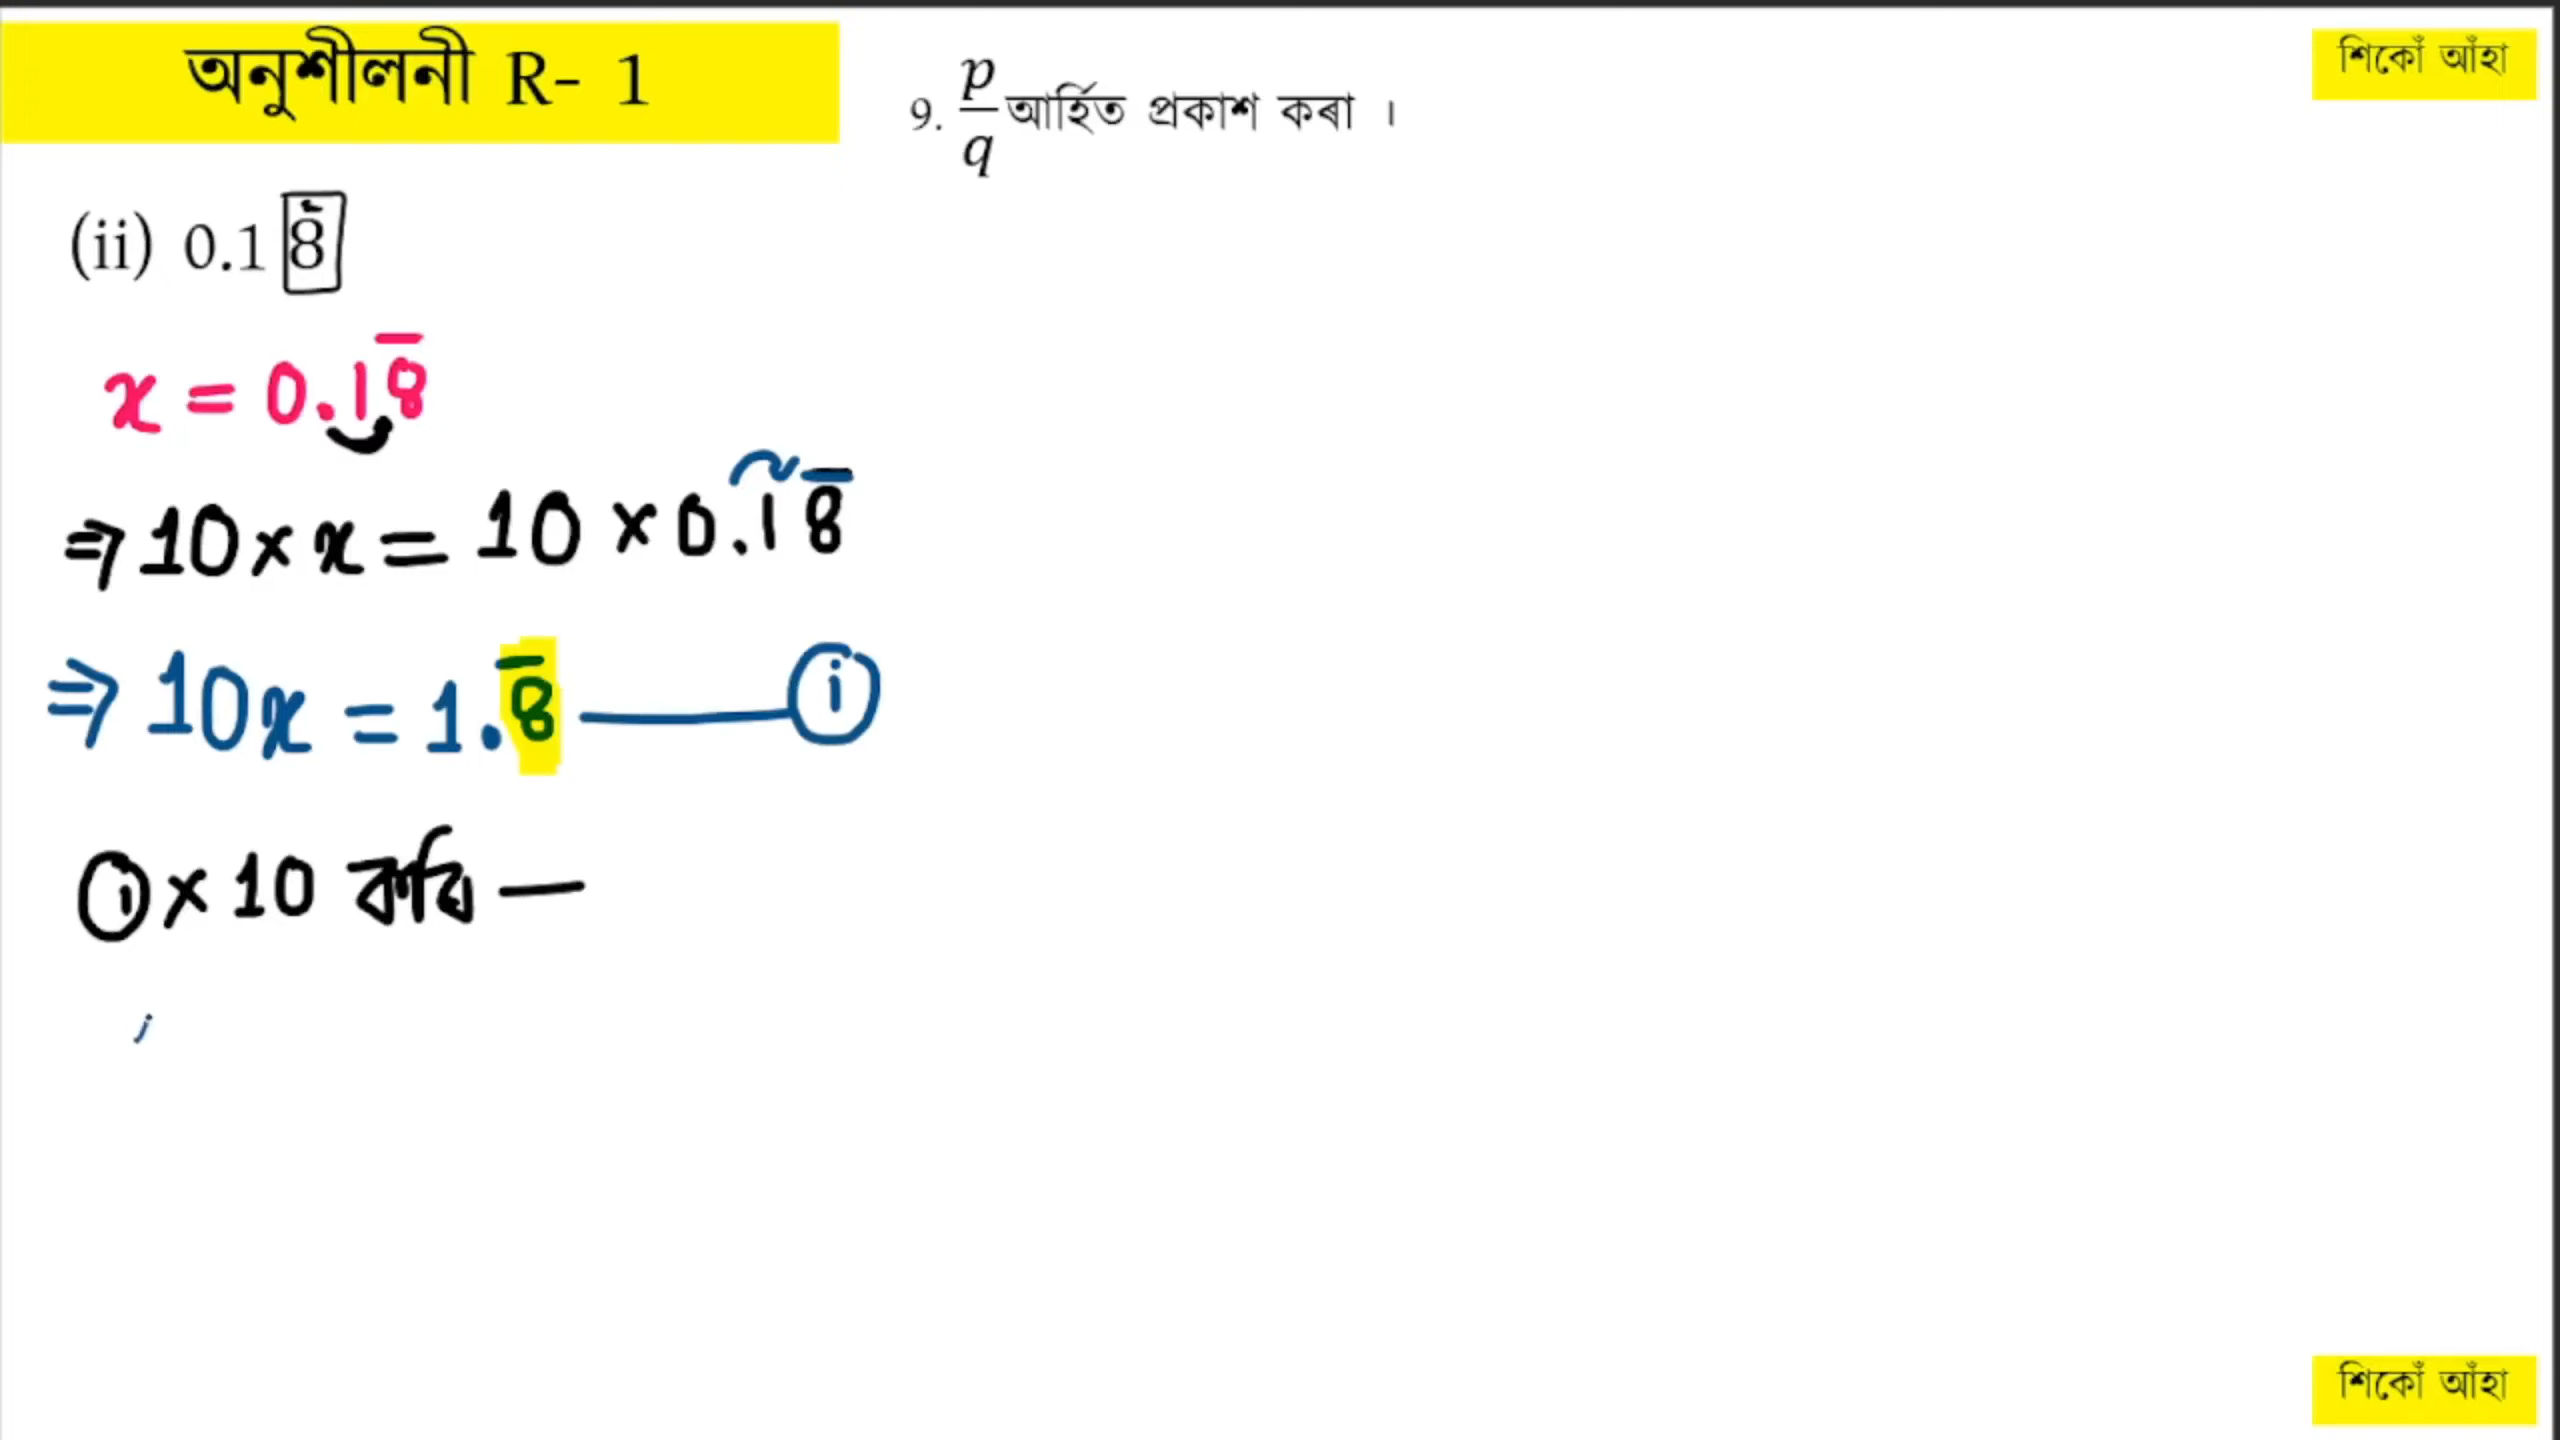 অনুশীলনী R- 1
9. p/q আৰ্হিত প্ৰকাশ কৰা ।
শিকোঁ আঁহা
(ii) 0.18̇
x = 0.18̅
⇒ 10 × x = 10 × 0.18̅
⇒ 10x = 1.8̅ —— (i)
(i) × 10 কৰি —
শিকোঁ আঁহা